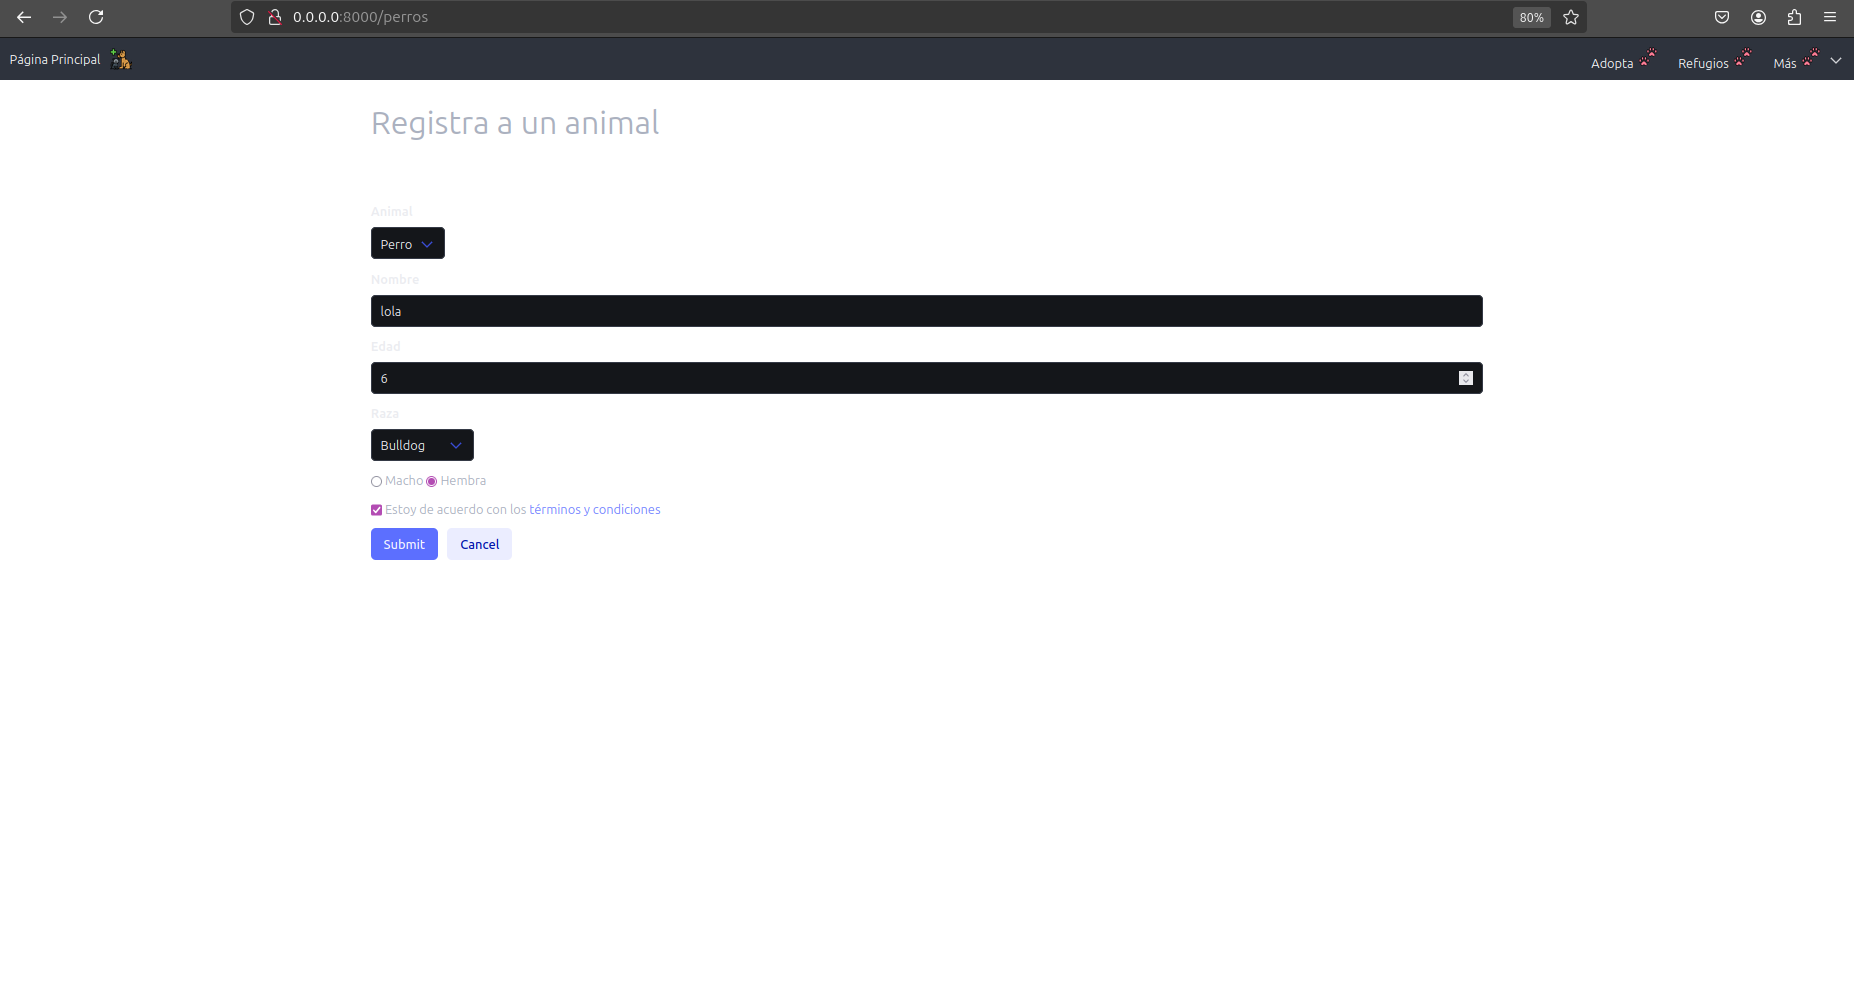 0.0.0.0:8000/perros
80%
Página Principal
Adopta
Refugios
Más
Registra a un animal
Animal
Perro
Nombre
lola
Edad
6
Raza
Bulldog
Macho Hembra
Estoy de acuerdo con los términos y condiciones
Submit Cancel